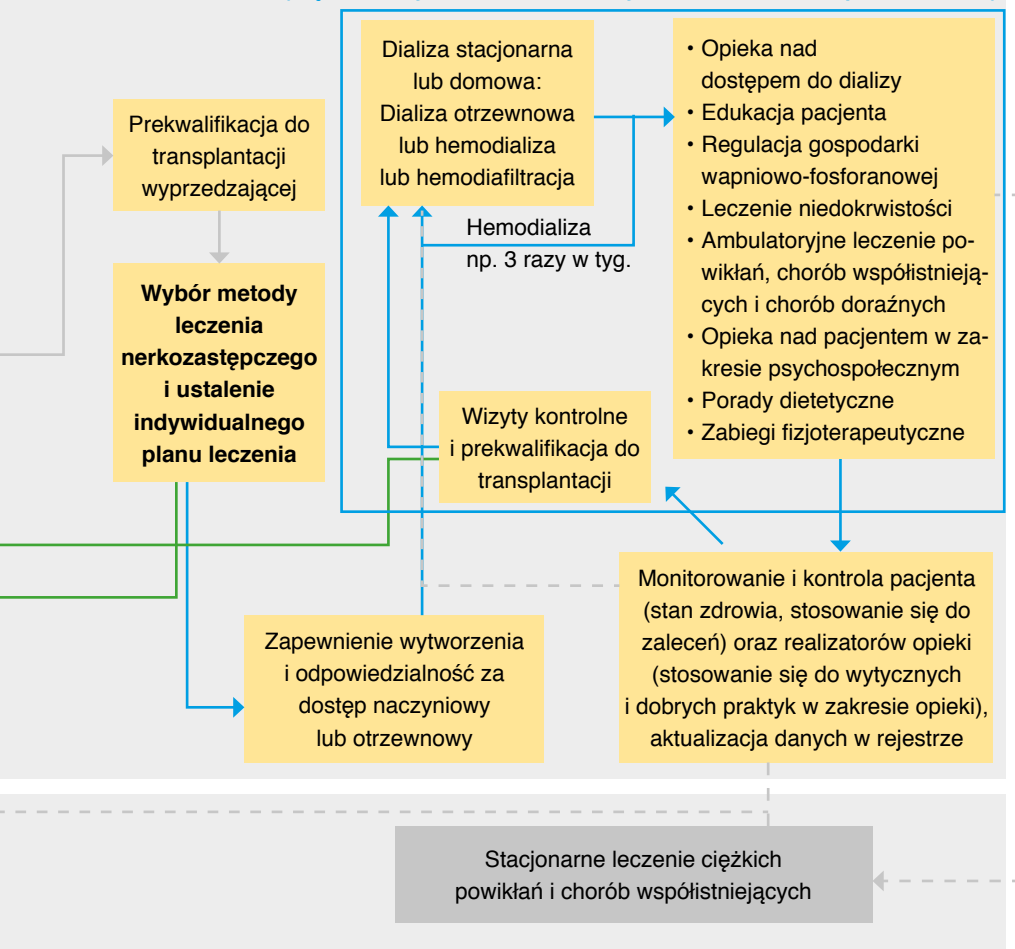 Prekwalifikacja do
transplantacji
wyprzedzającej
Wybór metody
leczenia
nerkozastępczego
i ustalenie
indywidualnego
planu leczenia
Dializa stacjonarna
lub domowa:
Dializa otrzewnowa
lub hemodializa
lub hemodiafiltracja
Hemodializa
np. 3 razy w tyg.
• Opieka nad
dostępem do dializy
• Edukacja pacjenta
• Regulacja gospodarki
wapniowo-fosforanowej
• Leczenie niedokrwistości
• Ambulatoryjne leczenie po-
wikłań, chorób współistnieją-
cych i chorób doraźnych
• Opieka nad pacjentem w za-
kresie psychospołecznym
• Porady dietetyczne
• Zabiegi fizjoterapeutyczne
Wizyty kontrolne
i prekwalifikacja do
transplantacji
Zapewnienie wytworzenia
i odpowiedzialność za
dostęp naczyniowy
lub otrzewnowy
Monitorowanie i kontrola pacjenta
(stan zdrowia, stosowanie się do
zaleceń) oraz realizatorów opieki
(stosowanie się do wytycznych
i dobrych praktyk w zakresie opieki),
aktualizacja danych w rejestrze
Stacjonarne leczenie ciężkich
powikłań i chorób współistniejących